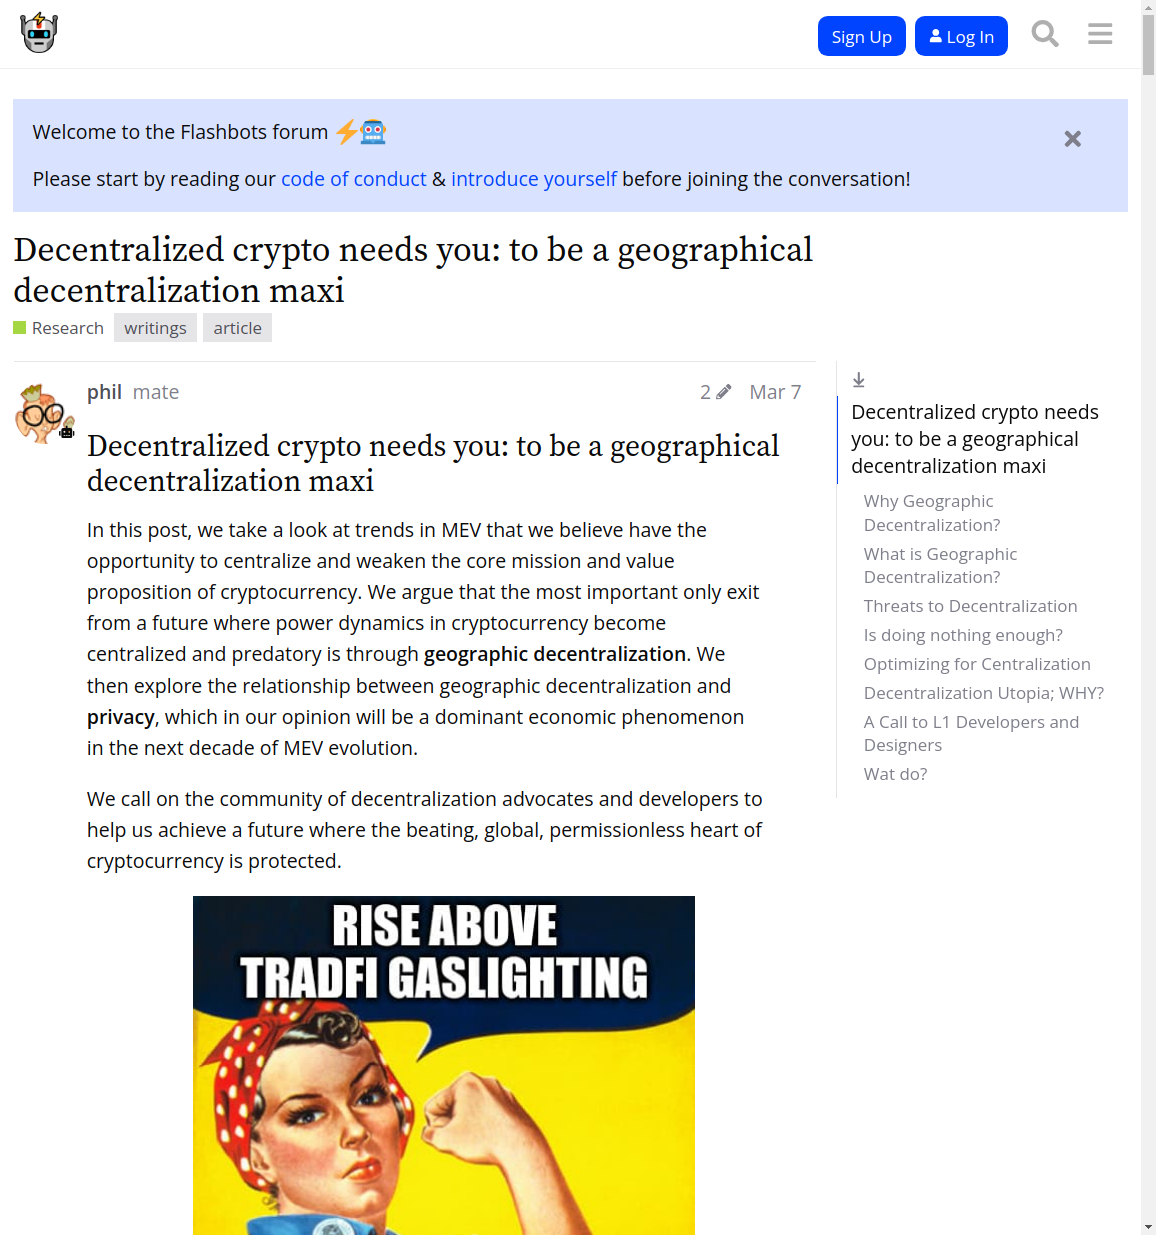 Sign Up
Log In
Welcome to the Flashbots forum
Please start by reading our code of conduct & introduce yourself before joining the conversation!
Decentralized crypto needs you: to be a geographical
decentralization maxi
Research
writings
article
phil mate
2
Mar 7
Decentralized crypto needs you: to be a geographical
decentralization maxi
In this post, we take a look at trends in MEV that we believe have the
opportunity to centralize and weaken the core mission and value
proposition of cryptocurrency. We argue that the most important only exit
from a future where power dynamics in cryptocurrency become
centralized and predatory is through geographic decentralization. We
then explore the relationship between geographic decentralization and
privacy, which in our opinion will be a dominant economic phenomenon
in the next decade of MEV evolution.
We call on the community of decentralization advocates and developers to
help us achieve a future where the beating, global, permissionless heart of
cryptocurrency is protected.
RISE ABOVE
TRADFI GASLIGHTING
Decentralized crypto needs
you: to be a geographical
decentralization maxi
Why Geographic
Decentralization?
What is Geographic
Decentralization?
Threats to Decentralization
Is doing nothing enough?
Optimizing for Centralization
Decentralization Utopia; WHY?
A Call to L1 Developers and
Designers
Wat do?